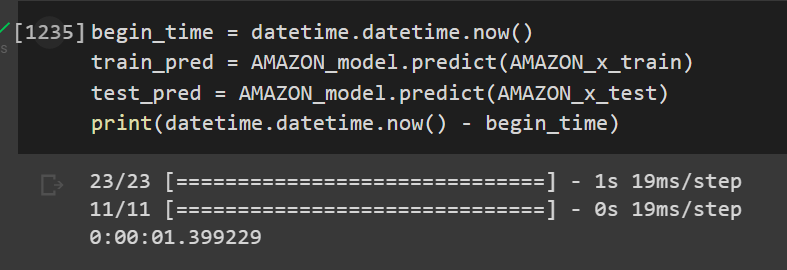 [1235] begin_time = datetime.datetime.now()
train_pred = AMAZON_model.predict(AMAZON_x_train)
test_pred = AMAZON_model.predict(AMAZON_x_test)
print(datetime.datetime.now() - begin_time)
s
23/23 [==============================] - 1s 19ms/step
11/11 [==============================] - 0s 19ms/step
0:00:01.399229